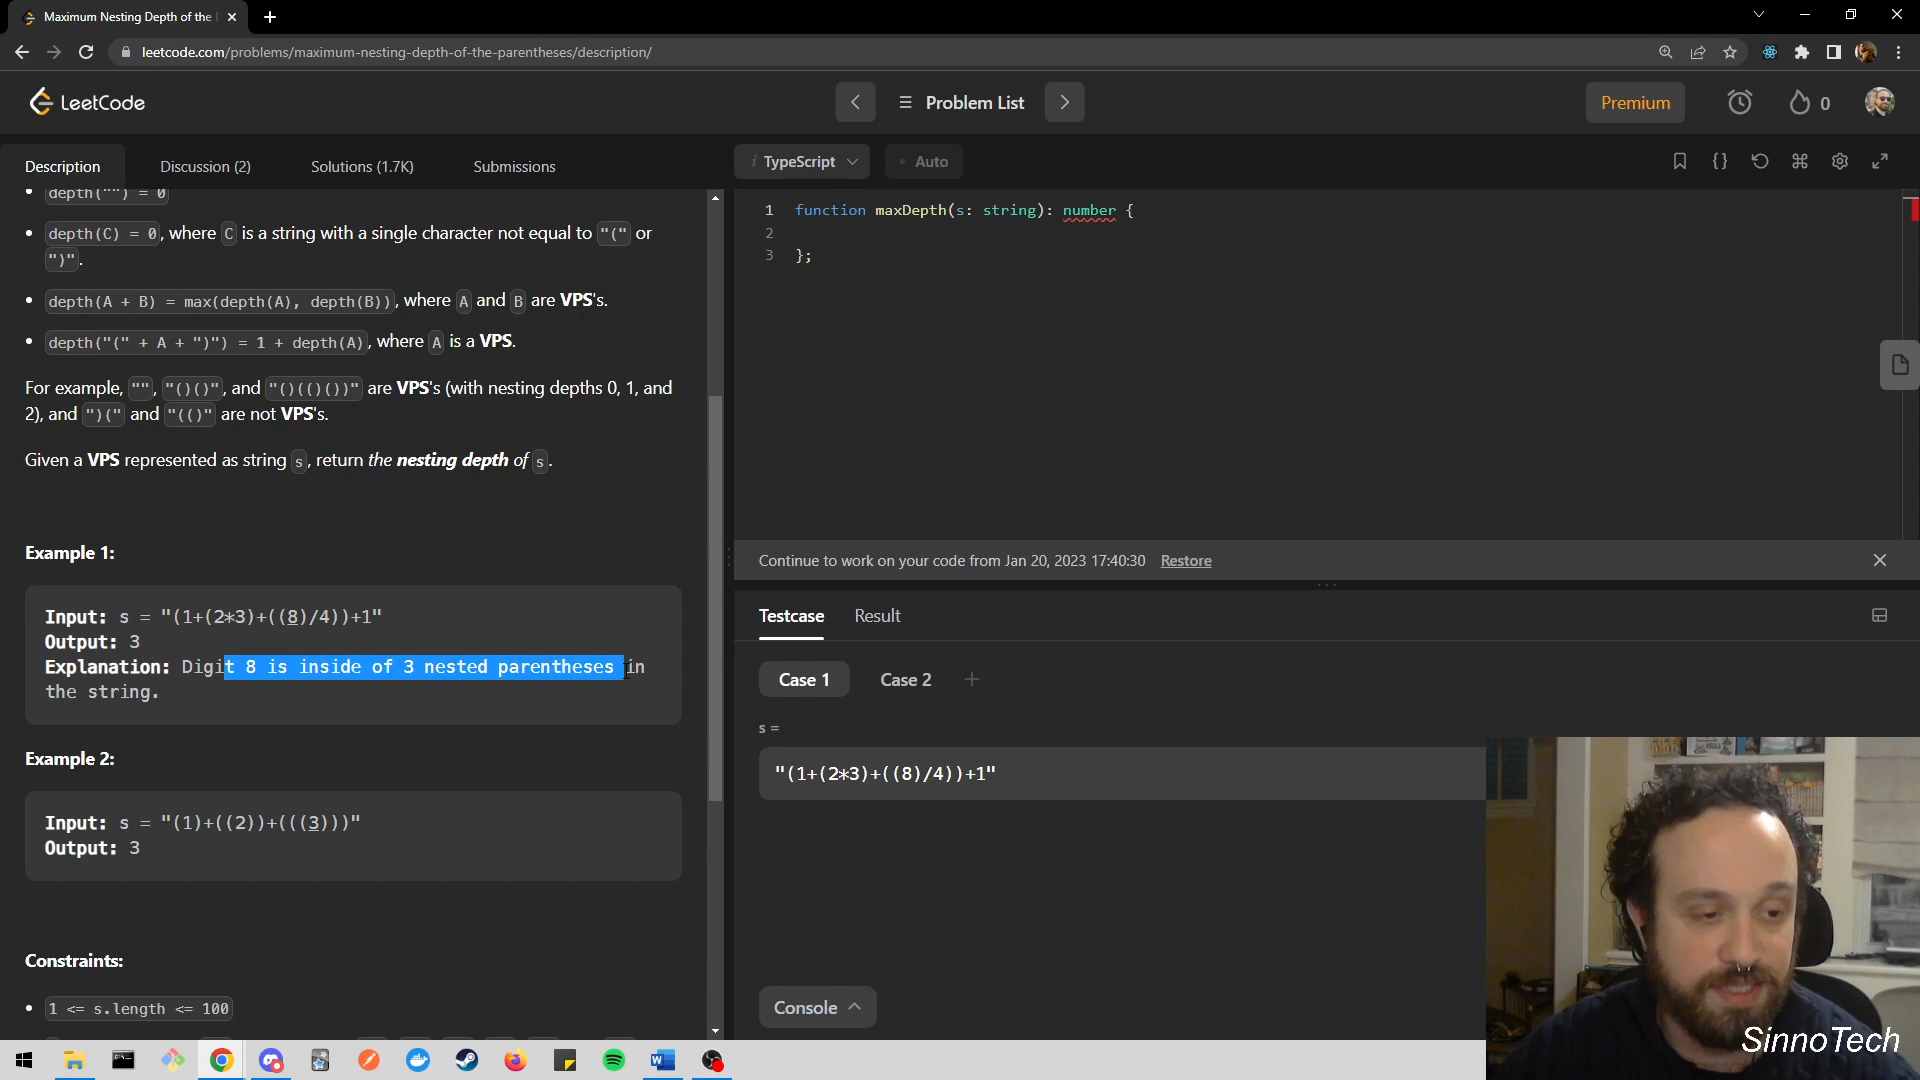 Maximum Nesting Depth of the
leetcode.com/problems/maximum-nesting-depth-of-the-parentheses/description/
LeetCode
Problem List
Premium
0
Description
Discussion (2)
Solutions (1.7K)
Submissions
TypeScript
Auto
depth("") = 0
depth(C) = 0, where C is a string with a single character not equal to "(" or
")".
depth(A + B) = max(depth(A), depth(B)), where A and B are VPS's.
depth("(" + A + ")") = 1 + depth(A), where A is a VPS.
For example, "", "()()", and "()(()())" are VPS's (with nesting depths 0, 1, and
2), and ")(" and "(()" are not VPS's.
Given a VPS represented as string s, return the nesting depth of s.
Example 1:
Input: s = "(1+(2*3)+((8)/4))+1"
Output: 3
Explanation: Digit 8 is inside of 3 nested parentheses in
the string.
Example 2:
Input: s = "(1)+((2))+(((3)))"
Output: 3
Constraints:
1 <= s.length <= 100
1 function maxDepth(s: string): number {
2
3 };
Continue to work on your code from Jan 20, 2023 17:40:30 Restore
Testcase
Result
Case 1
Case 2
s =
"(1+(2*3)+((8)/4))+1"
Console
SinnoTech